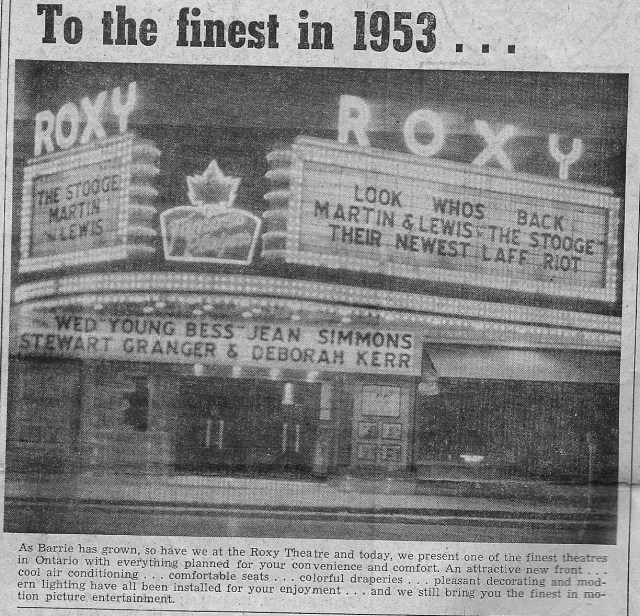 To the finest in 1953 . . .
ROXY
ROXY
THE STOOGE
MARTIN
LEWIS
LOOK WHOS BACK
MARTIN & LEWIS "THE STOOGE"
THEIR NEWEST LAFF RIOT
WED YOUNG BESS JEAN SIMMONS
STEWART GRANGER & DEBORAH KERR
As Barrie has grown, so have we at the Roxy Theatre and today, we present one of the finest theatres
in Ontario with everything planned for your convenience and comfort. An attractive new front . . .
cool air conditioning . . . comfortable seats . . . colorful draperies . . . pleasant decorating and mod-
ern lighting have all been installed for your enjoyment . . . and we still bring you the finest in mo-
tion picture entertainment.